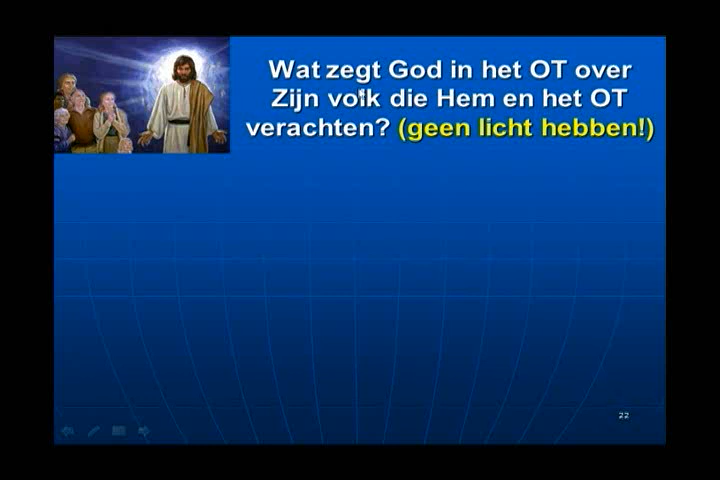 Wat zegt God in het OT over
Zijn volk die Hem en het OT
verachten? (geen licht hebben!)
22